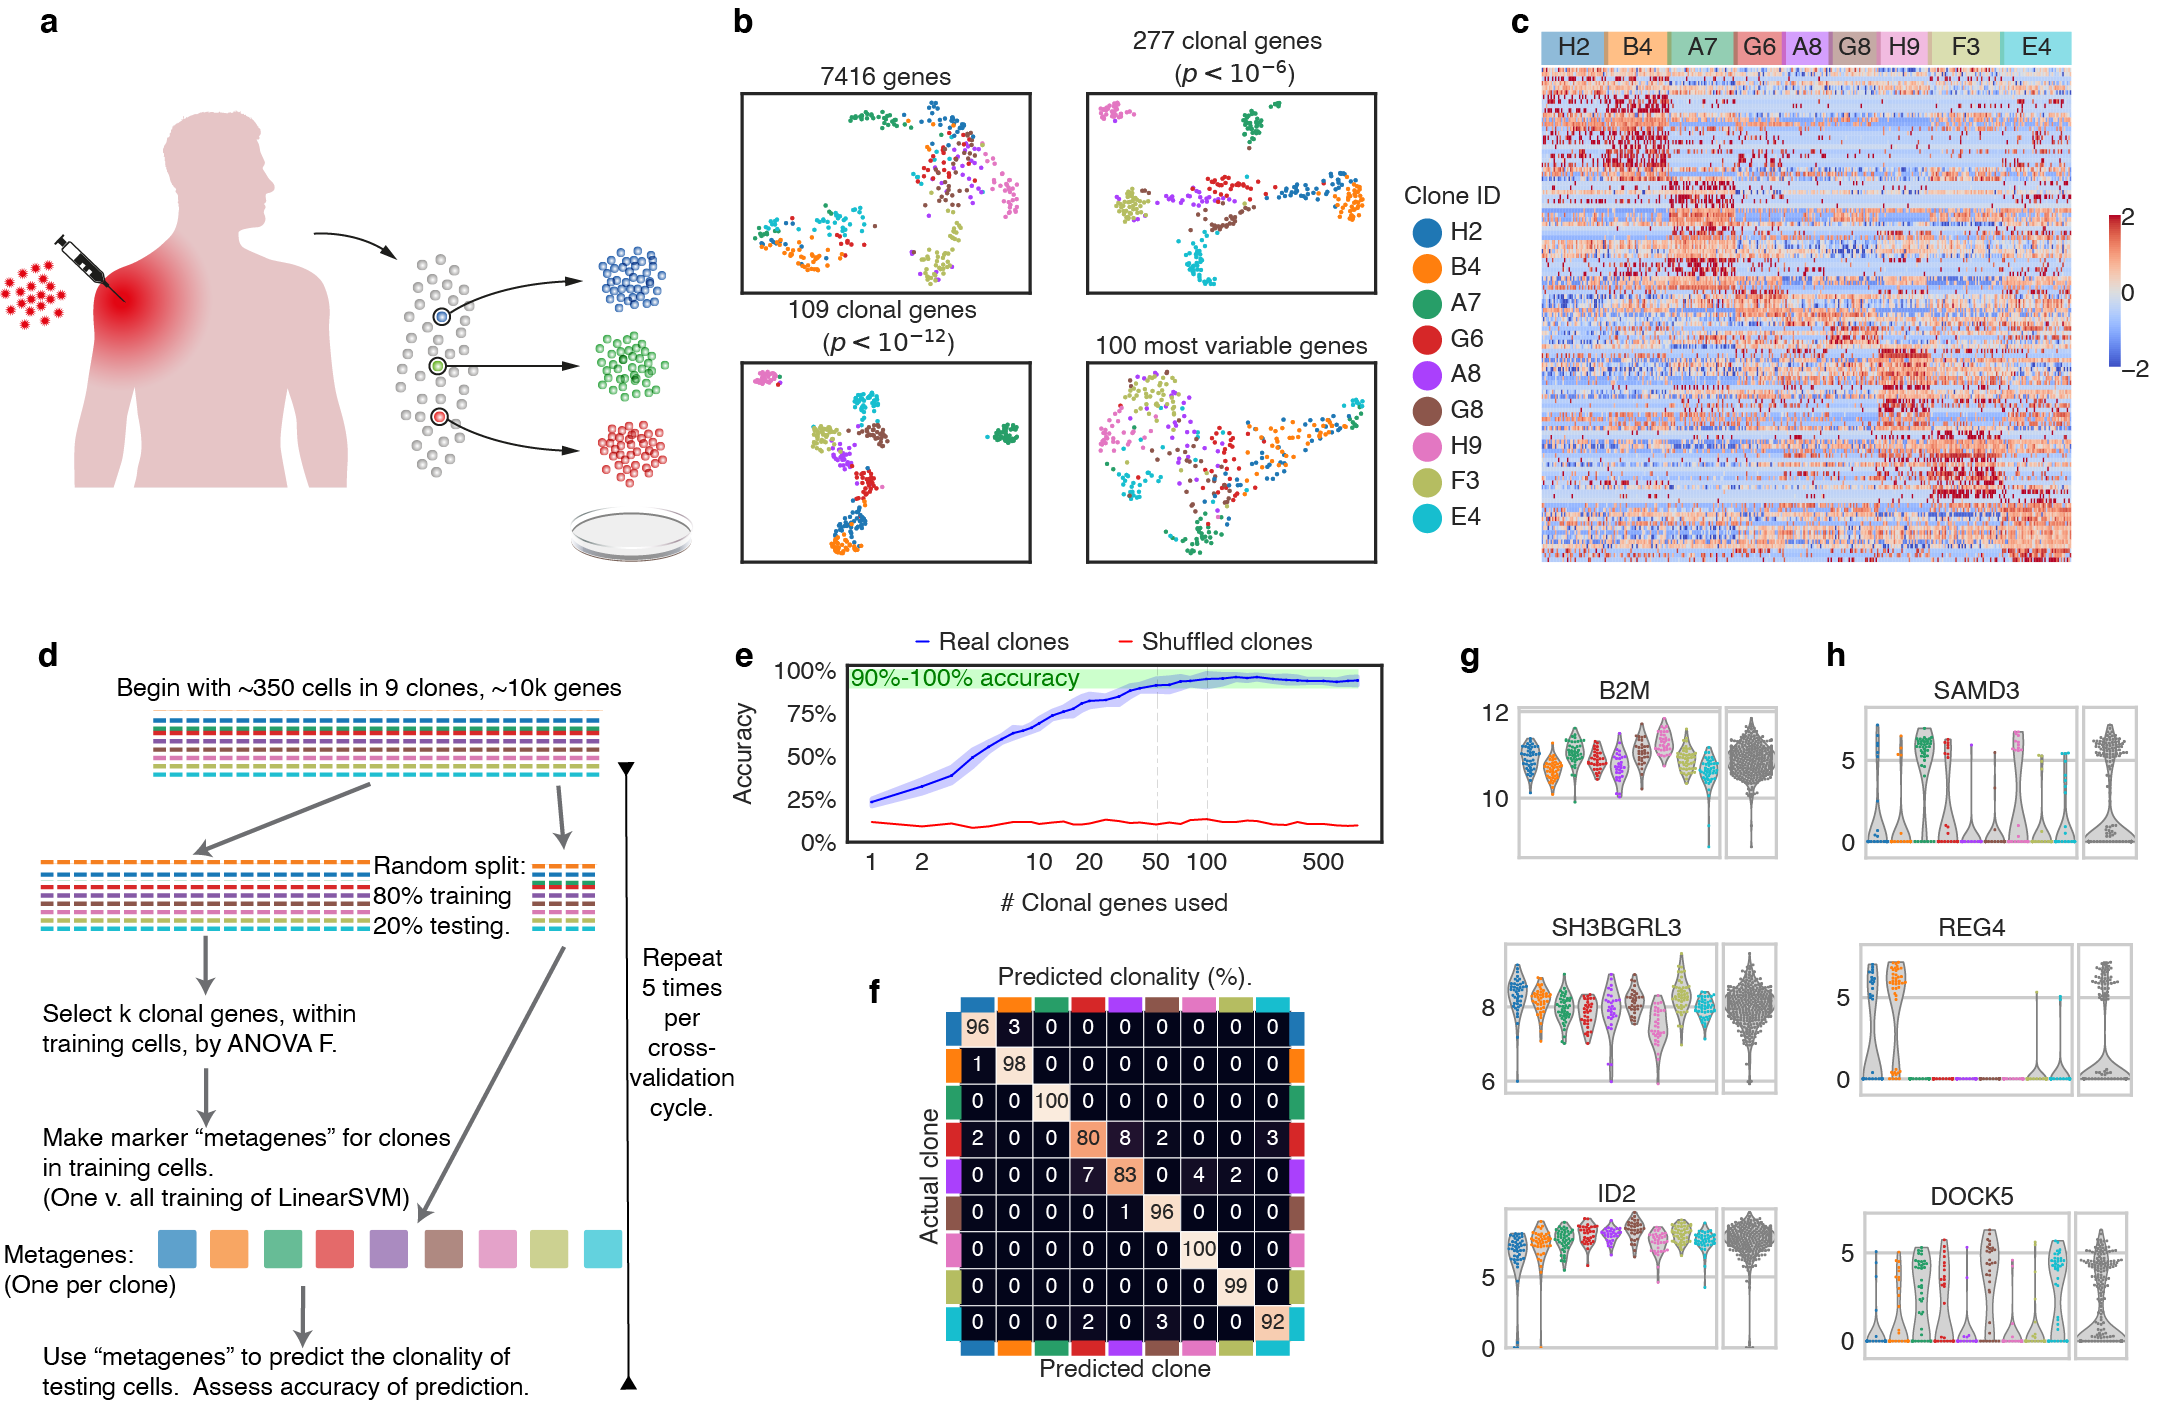 a
b
7416 genes
277 clonal genes
(p < 10⁻⁶)
109 clonal genes
(p < 10⁻¹²)
100 most variable genes
Clone ID
H2
B4
A7
G6
A8
G8
H9
F3
E4
c
H2 B4 A7 G6 A8 G8 H9 F3 E4
2
0
−2
d
Begin with ~350 cells in 9 clones, ~10k genes
Random split:
80% training
20% testing.
Select k clonal genes, within
training cells, by ANOVA F.
Make marker “metagenes” for clones
in training cells.
(One v. all training of LinearSVM)
Metagenes:
(One per clone)
Use “metagenes” to predict the clonality of
testing cells. Assess accuracy of prediction.
Repeat
5 times
per
cross-
validation
cycle.
e
Real clones Shuffled clones
90%-100% accuracy
100%
75%
50%
25%
0%
Accuracy
1 2 10 20 50 100 500
# Clonal genes used
f
Predicted clonality (%).
Actual clone
96 3 0 0 0 0 0 0 0
1 98 0 0 0 0 0 0 0
0 0 100 0 0 0 0 0 0
2 0 0 80 8 2 0 0 3
0 0 0 7 83 0 4 2 0
0 0 0 0 1 96 0 0 0
0 0 0 0 0 0 100 0 0
0 0 0 0 0 0 0 99 0
0 0 0 2 0 3 0 0 92
Predicted clone
g
B2M
12
10
SH3BGRL3
8
6
ID2
5
0
h
SAMD3
5
0
REG4
5
0
DOCK5
5
0